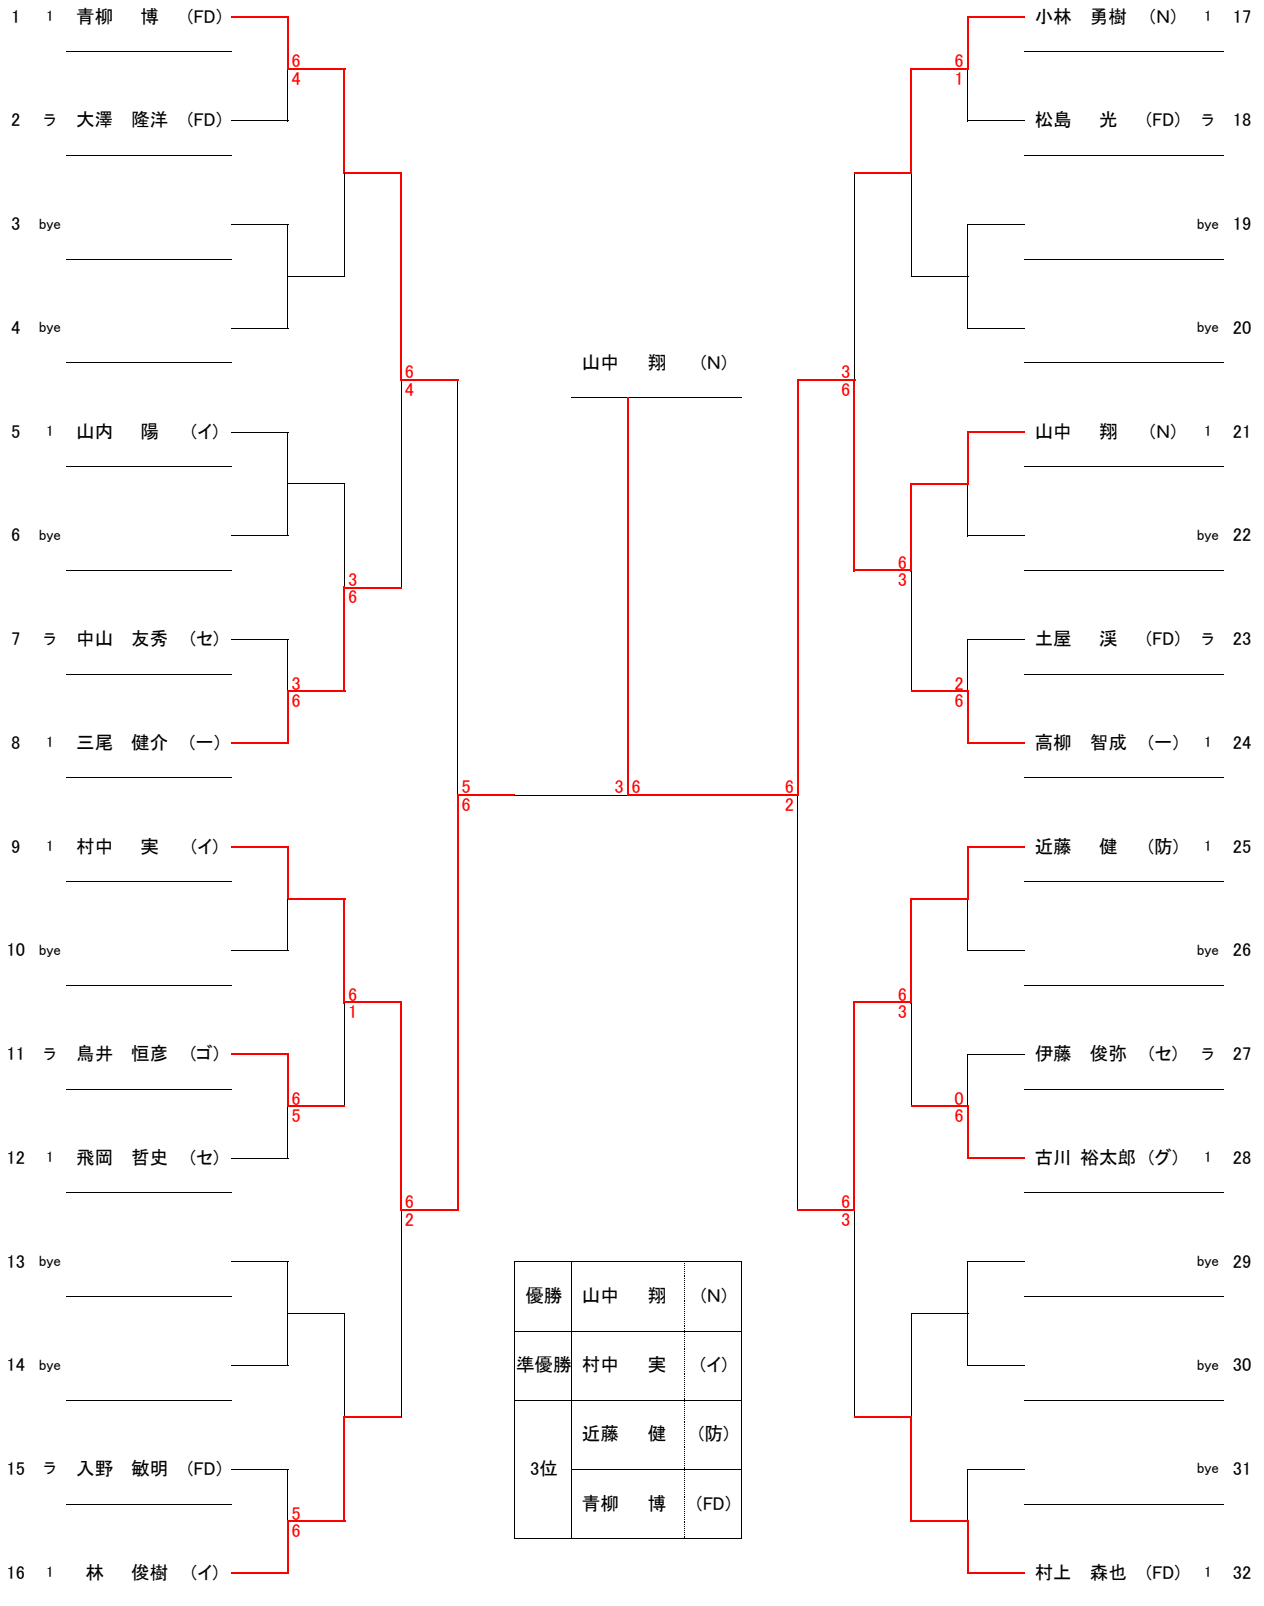 1 1 青柳 博 (FD)
小林 勇樹 (N) 1 17
6
4
6
1
2 ラ 大澤 隆洋 (FD)
松島 光 (FD) ラ 18
3 bye
bye 19
4 bye
bye 20
山中 翔 (N)
6
4
3
6
5 1 山内 陽 (イ)
山中 翔 (N) 1 21
6 bye
bye 22
3
6
6
3
7 ラ 中山 友秀 (セ)
土屋 渓 (FD) ラ 23
3
6
2
6
8 1 三尾 健介 (一)
高柳 智成 (一) 1 24
5
6
3 6
6
2
9 1 村中 実 (イ)
近藤 健 (防) 1 25
10 bye
bye 26
6
1
6
3
11 ラ 鳥井 恒彦 (ゴ)
伊藤 俊弥 (セ) ラ 27
6
5
0
6
12 1 飛岡 哲史 (セ)
古川 裕太郎 (グ) 1 28
6
2
6
3
13 bye
bye 29
優勝 山中 翔 (N)
準優勝 村中 実 (イ)
14 bye
bye 30
3位
近藤 健 (防)
青柳 博 (FD)
15 ラ 入野 敏明 (FD)
bye 31
5
6
16 1 林 俊樹 (イ)
村上 森也 (FD) 1 32